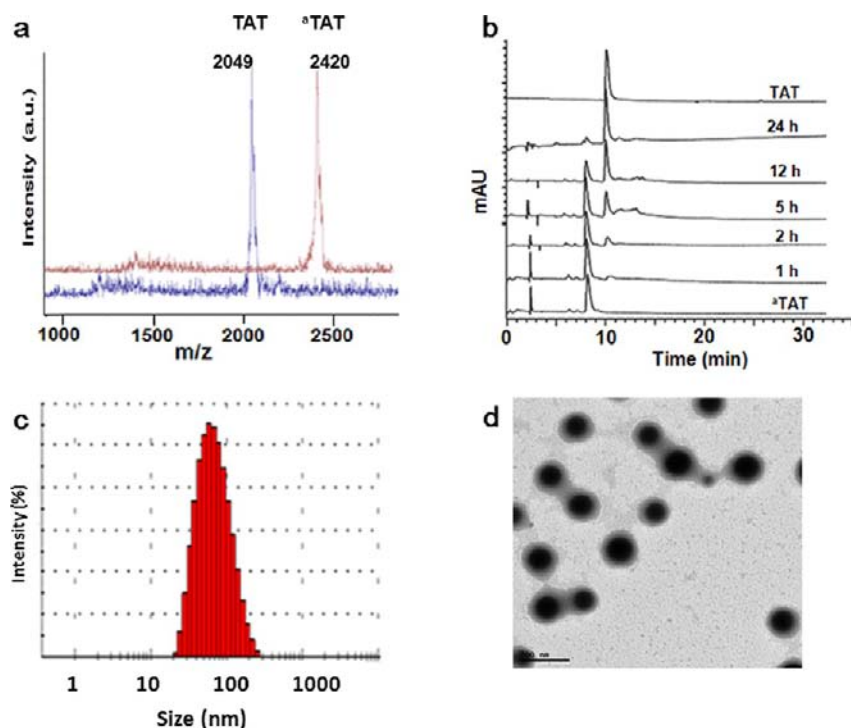 a
TAT ᵃTAT
2049 2420
Intensity (a.u.)
1000 1500 2000 2500
m/z
b
TAT
24 h
12 h
5 h
2 h
1 h
ᵃTAT
mAU
0 10 20 30
Time (min)
c
Intensity (%)
1 10 100 1000
Size (nm)
d
nm